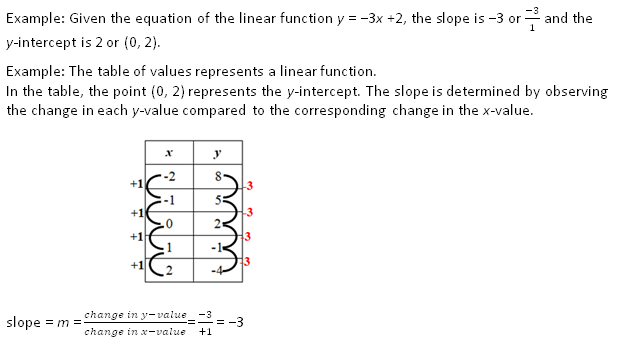 Example: Given the equation of the linear function y = −3x +2, the slope is −3 or −3/1 and the
y-intercept is 2 or (0, 2).
Example: The table of values represents a linear function.
In the table, the point (0, 2) represents the y-intercept. The slope is determined by observing
the change in each y-value compared to the corresponding change in the x-value.
x y
-2 8
+1 -3
-1 5
+1 -3
0 2
+1 -3
1 -1
+1 -3
2 -4
slope = m = change in y−value / change in x−value = −3/+1 = −3